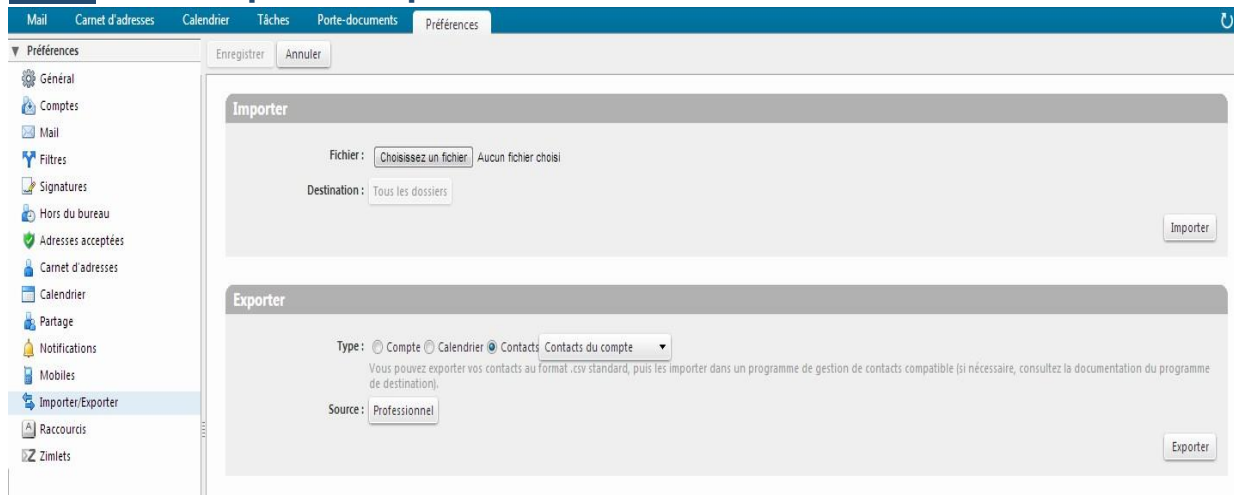 Mail Carnet d'adresses Calendrier Tâches Porte-documents Préférences
Préférences
Enregistrer Annuler
Général
Comptes
Mail
Filtres
Signatures
Hors du bureau
Adresses acceptées
Carnet d'adresses
Calendrier
Partage
Notifications
Mobiles
Importer/Exporter
Raccourcis
Zimlets
Importer
Fichier : Choisissez un fichier Aucun fichier choisi
Destination : Tous les dossiers
Importer
Exporter
Type : Compte Calendrier Contacts Contacts du compte
Vous pouvez exporter vos contacts au format .csv standard, puis les importer dans un programme de gestion de contacts compatible (si nécessaire, consultez la documentation du programme
de destination).
Source : Professionnel
Exporter